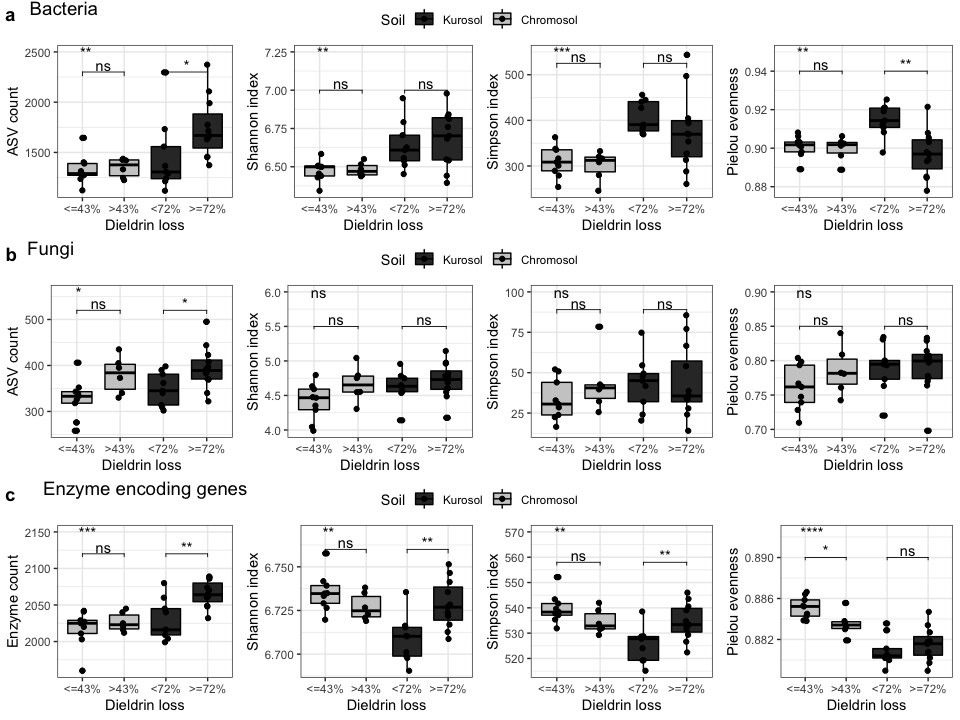 a Bacteria
Soil Kurosol Chromosol
2500
2000
1500
ASV count
** ns *
<=43% >43% <72% >=72%
Dieldrin loss
7.25
7.00
6.75
6.50
Shannon index
** ns ns
<=43% >43% <72% >=72%
Dieldrin loss
500
400
300
Simpson index
*** ns ns
<=43% >43% <72% >=72%
Dieldrin loss
0.94
0.92
0.90
0.88
Pielou evenness
** ns **
<=43% >43% <72% >=72%
Dieldrin loss
b Fungi
Soil Kurosol Chromosol
500
400
300
ASV count
* ns *
<=43% >43% <72% >=72%
Dieldrin loss
6.0
5.5
5.0
4.5
4.0
Shannon index
ns ns ns
<=43% >43% <72% >=72%
Dieldrin loss
100
75
50
25
Simpson index
ns ns ns
<=43% >43% <72% >=72%
Dieldrin loss
0.90
0.85
0.80
0.75
0.70
Pielou evenness
ns ns ns
<=43% >43% <72% >=72%
Dieldrin loss
c Enzyme encoding genes
Soil Kurosol Chromosol
2150
2100
2050
2000
Enzyme count
*** ns **
<=43% >43% <72% >=72%
Dieldrin loss
6.750
6.725
6.700
Shannon index
** ns **
<=43% >43% <72% >=72%
Dieldrin loss
570
560
550
540
530
520
Simpson index
** ns **
<=43% >43% <72% >=72%
Dieldrin loss
0.890
0.886
0.882
Pielou evenness
**** * ns
<=43% >43% <72% >=72%
Dieldrin loss